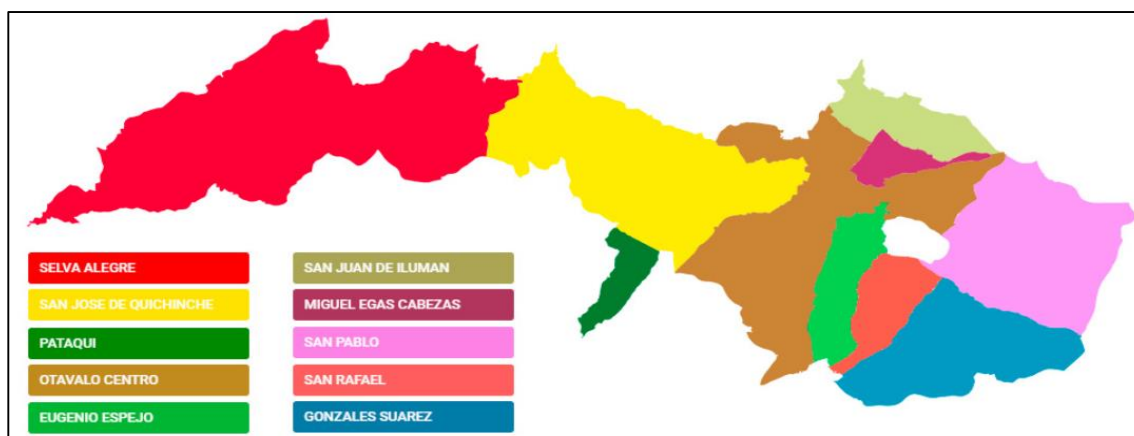 SELVA ALEGRE
SAN JOSE DE QUICHINCHE
PATAQUI
OTAVALO CENTRO
EUGENIO ESPEJO
SAN JUAN DE ILUMAN
MIGUEL EGAS CABEZAS
SAN PABLO
SAN RAFAEL
GONZALES SUAREZ